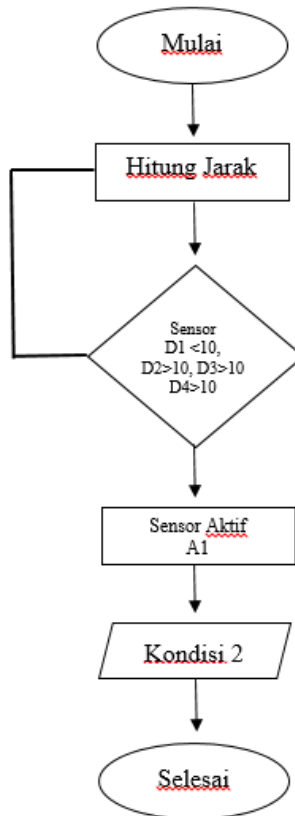 Mulai
Hitung Jarak
Sensor
D1 <10,
D2>10, D3>10
D4>10
Sensor Aktif
A1
Kondisi 2
Selesai